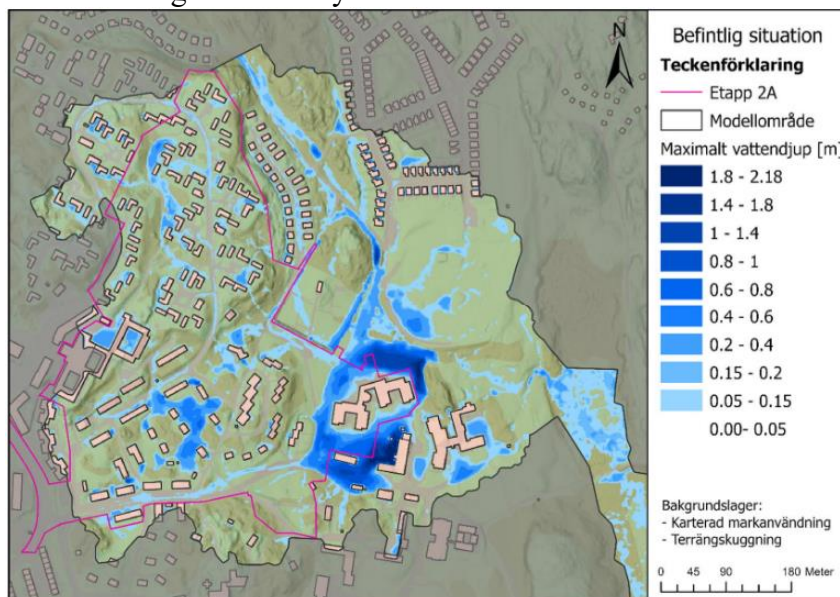 N
Befintlig situation
Teckenförklaring
Etapp 2A
Modellområde
Maximalt vattendjup [m]
1.8 - 2.18
1.4 - 1.8
1 - 1.4
0.8 - 1
0.6 - 0.8
0.4 - 0.6
0.2 - 0.4
0.15 - 0.2
0.05 - 0.15
0.00- 0.05
Bakgrundslager:
- Karterad markanvändning
- Terrängskuggning
0 45 90 180 Meter